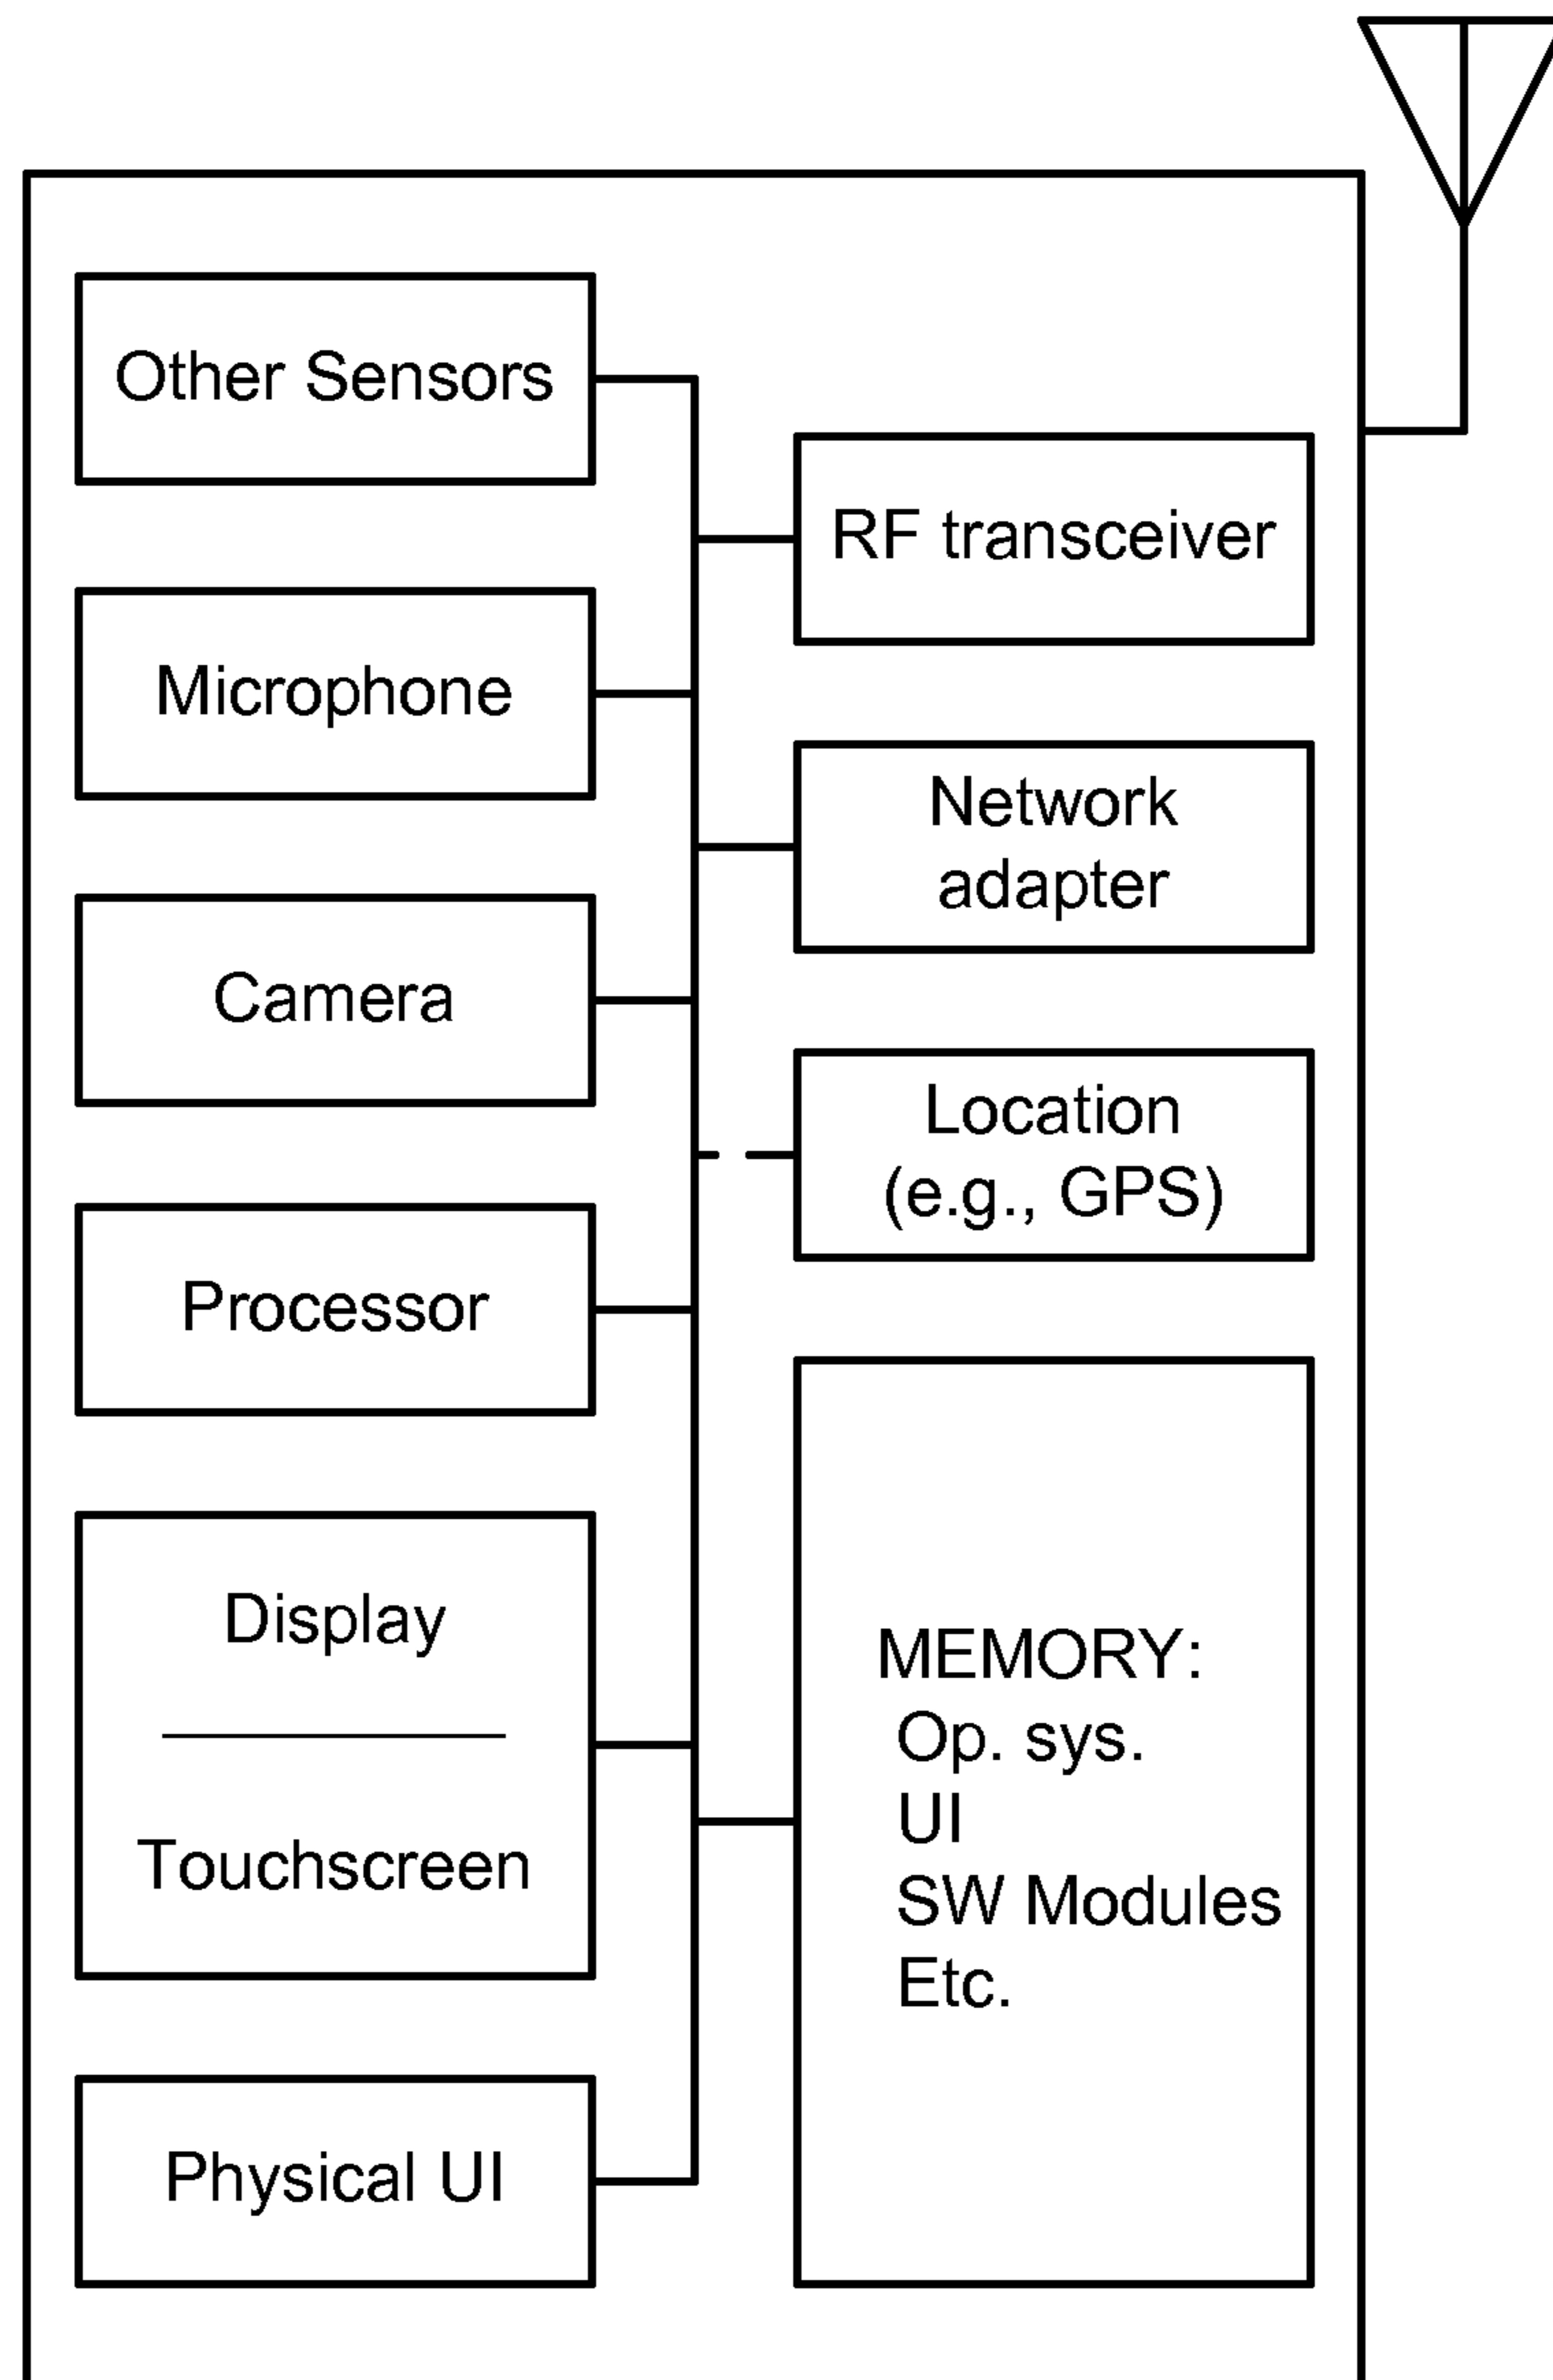 Other Sensors
RF transceiver
Microphone
Network
adapter
Camera
Location
(e.g., GPS)
Processor
Display
Touchscreen
MEMORY:
Op. sys.
UI
SW Modules
Etc.
Physical UI